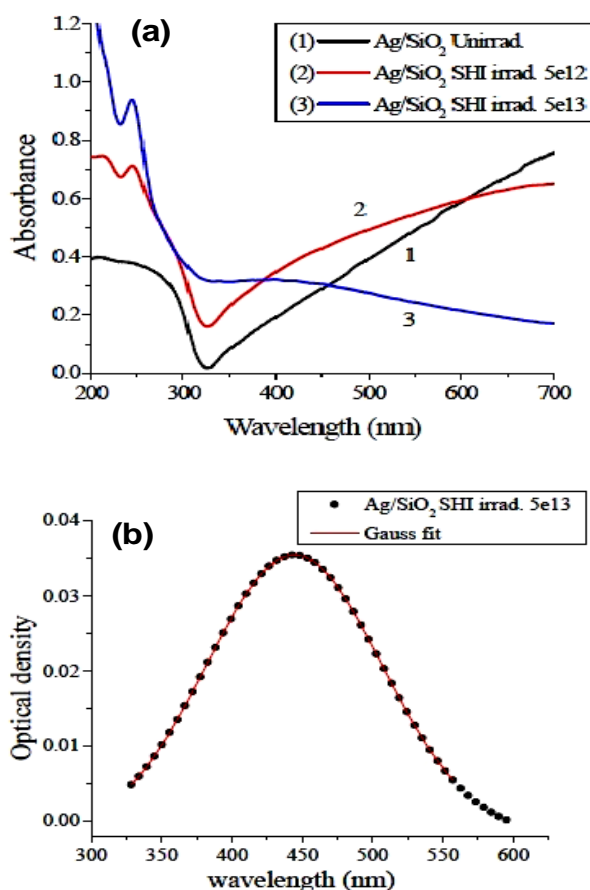 (a)
(1) Ag/SiO₂ Unirrad.
(2) Ag/SiO₂ SHI irrad. 5e12
(3) Ag/SiO₂ SHI irrad. 5e13
1.2
1.0
0.8
0.6
0.4
0.2
0.0
Absorbance
2
1
3
200 300 400 500 600 700
Wavelength (nm)
(b)
Ag/SiO₂ SHI irrad. 5e13
Gauss fit
0.04
0.03
0.02
0.01
0.00
Optical density
300 350 400 450 500 550 600
wavelength (nm)